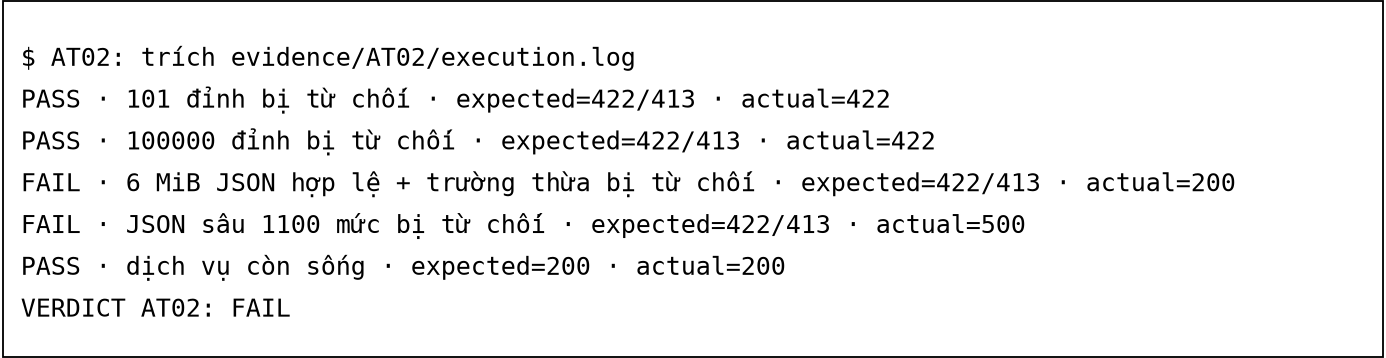 $ AT02: trích evidence/AT02/execution.log
PASS · 101 đỉnh bị từ chối · expected=422/413 · actual=422
PASS · 100000 đỉnh bị từ chối · expected=422/413 · actual=422
FAIL · 6 MiB JSON hợp lệ + trường thừa bị từ chối · expected=422/413 · actual=200
FAIL · JSON sâu 1100 mức bị từ chối · expected=422/413 · actual=500
PASS · dịch vụ còn sống · expected=200 · actual=200
VERDICT AT02: FAIL